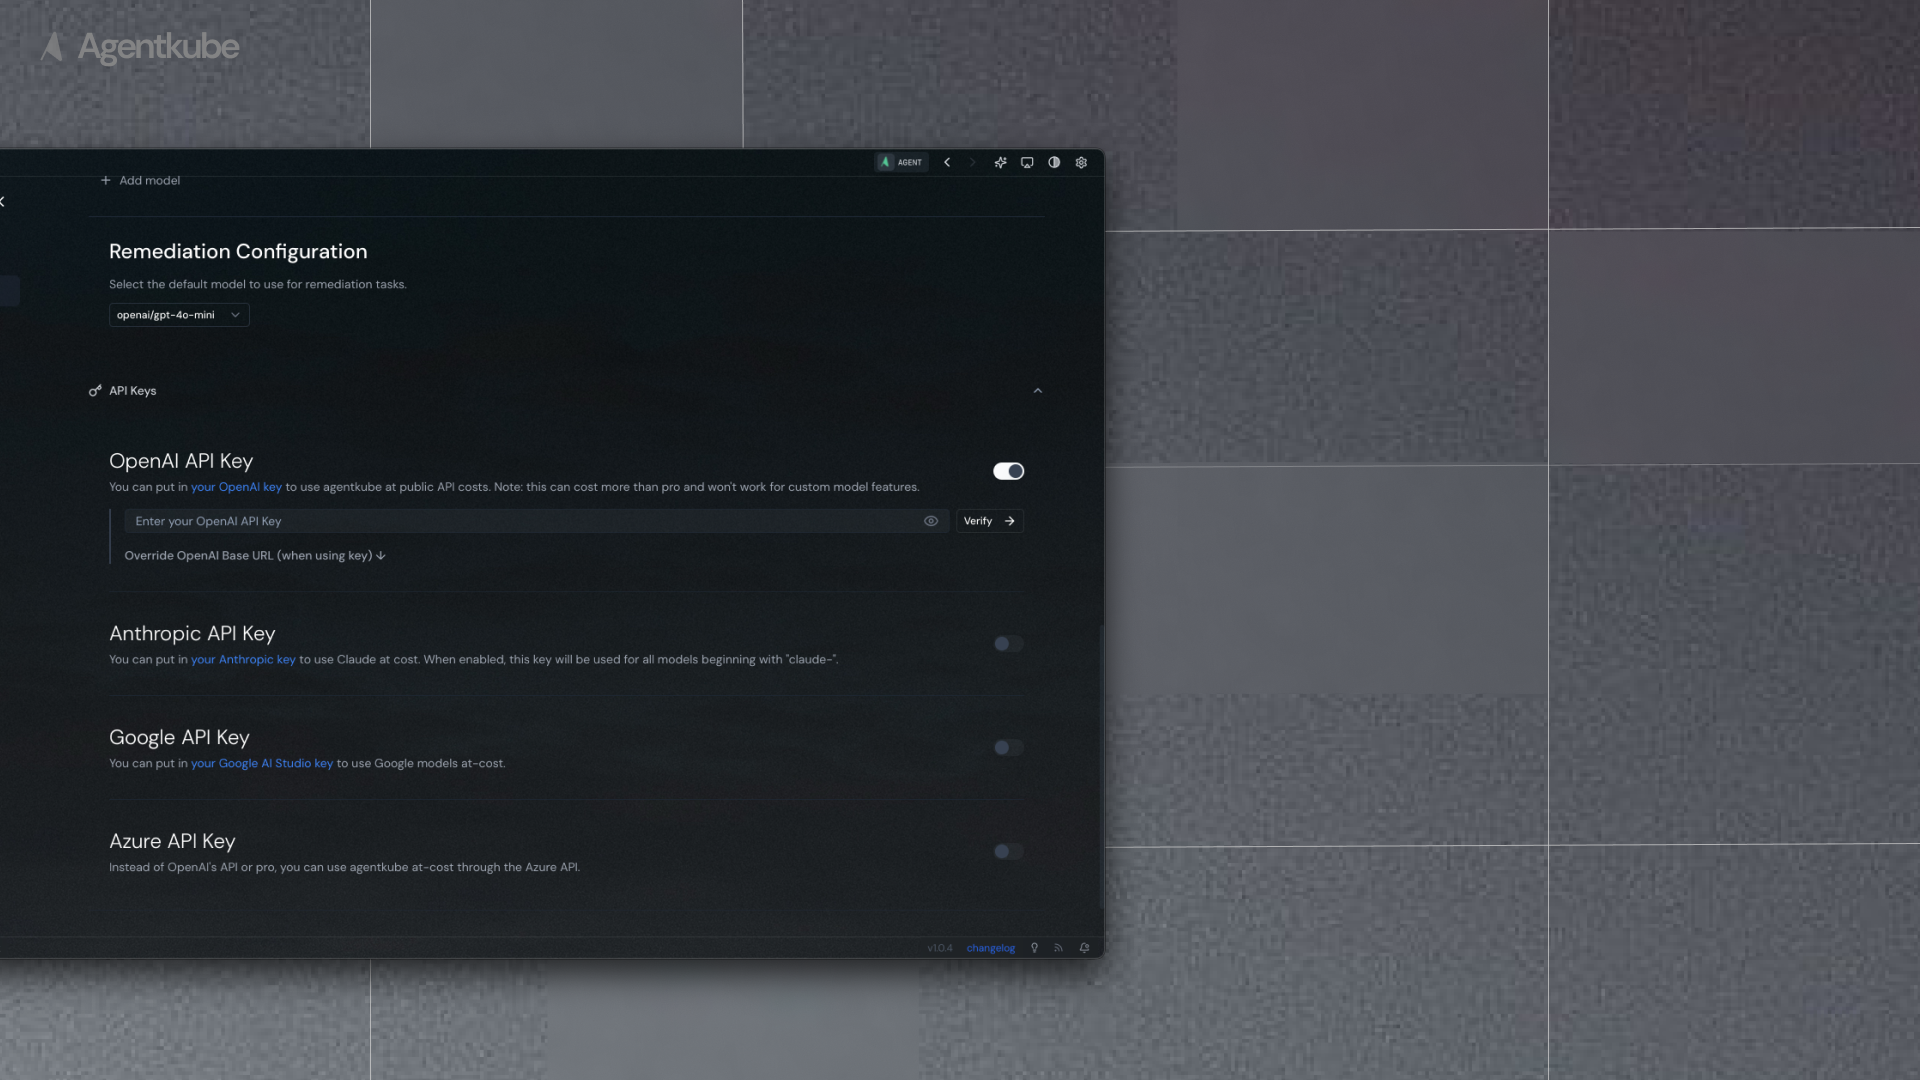 Agentkube
AGENT
Add model
Remediation Configuration
Select the default model to use for remediation tasks.
openai/gpt-4o-mini
API Keys
OpenAI API Key
You can put in your OpenAI key to use agentkube at public API costs. Note: this can cost more than pro and won't work for custom model features.
Enter your OpenAI API Key
Verify →
Override OpenAI Base URL (when using key) ↓
Anthropic API Key
You can put in your Anthropic key to use Claude at cost. When enabled, this key will be used for all models beginning with "claude-".
Google API Key
You can put in your Google AI Studio key to use Google models at-cost.
Azure API Key
Instead of OpenAI's API or pro, you can use agentkube at-cost through the Azure API.
v1.0.4 changelog